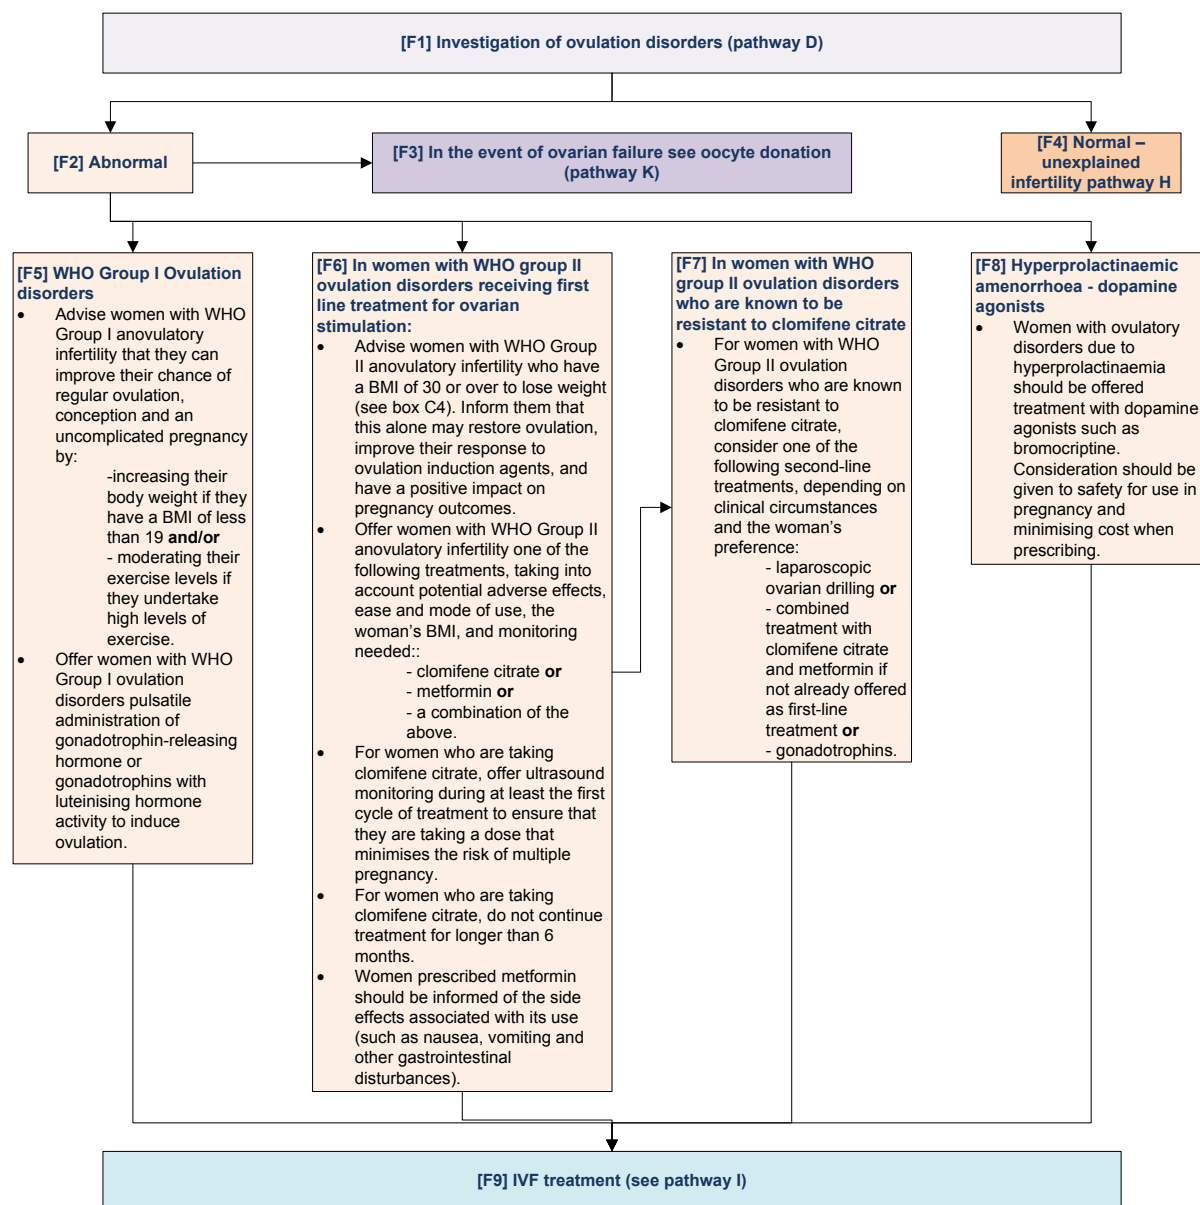 [F1] Investigation of ovulation disorders (pathway D)
[F2] Abnormal
[F3] In the event of ovarian failure see oocyte donation
(pathway K)
[F4] Normal –
unexplained
infertility pathway H
[F5] WHO Group I Ovulation
disorders
• Advise women with WHO
Group I anovulatory
infertility that they can
improve their chance of
regular ovulation,
conception and an
uncomplicated pregnancy
by:
-increasing their
body weight if they
have a BMI of less
than 19 and/or
- moderating their
exercise levels if
they undertake
high levels of
exercise.
• Offer women with WHO
Group I ovulation
disorders pulsatile
administration of
gonadotrophin-releasing
hormone or
gonadotrophins with
luteinising hormone
activity to induce
ovulation.
[F6] In women with WHO group II
ovulation disorders receiving first
line treatment for ovarian
stimulation:
• Advise women with WHO Group
II anovulatory infertility who have
a BMI of 30 or over to lose weight
(see box C4). Inform them that
this alone may restore ovulation,
improve their response to
ovulation induction agents, and
have a positive impact on
pregnancy outcomes.
• Offer women with WHO Group II
anovulatory infertility one of the
following treatments, taking into
account potential adverse effects,
ease and mode of use, the
woman's BMI, and monitoring
needed::
- clomifene citrate or
- metformin or
- a combination of the
above.
• For women who are taking
clomifene citrate, offer ultrasound
monitoring during at least the first
cycle of treatment to ensure that
they are taking a dose that
minimises the risk of multiple
pregnancy.
• For women who are taking
clomifene citrate, do not continue
treatment for longer than 6
months.
• Women prescribed metformin
should be informed of the side
effects associated with its use
(such as nausea, vomiting and
other gastrointestinal
disturbances).
[F7] In women with WHO
group II ovulation disorders
who are known to be
resistant to clomifene citrate
• For women with WHO
Group II ovulation
disorders who are known
to be resistant to
clomifene citrate,
consider one of the
following second-line
treatments, depending on
clinical circumstances
and the woman's
preference:
- laparoscopic
ovarian drilling or
- combined
treatment with
clomifene citrate
and metformin if
not already offered
as first-line
treatment or
- gonadotrophins.
[F8] Hyperprolactinaemic
amenorrhoea - dopamine
agonists
• Women with ovulatory
disorders due to
hyperprolactinaemia
should be offered
treatment with dopamine
agonists such as
bromocriptine.
Consideration should be
given to safety for use in
pregnancy and
minimising cost when
prescribing.
[F9] IVF treatment (see pathway I)